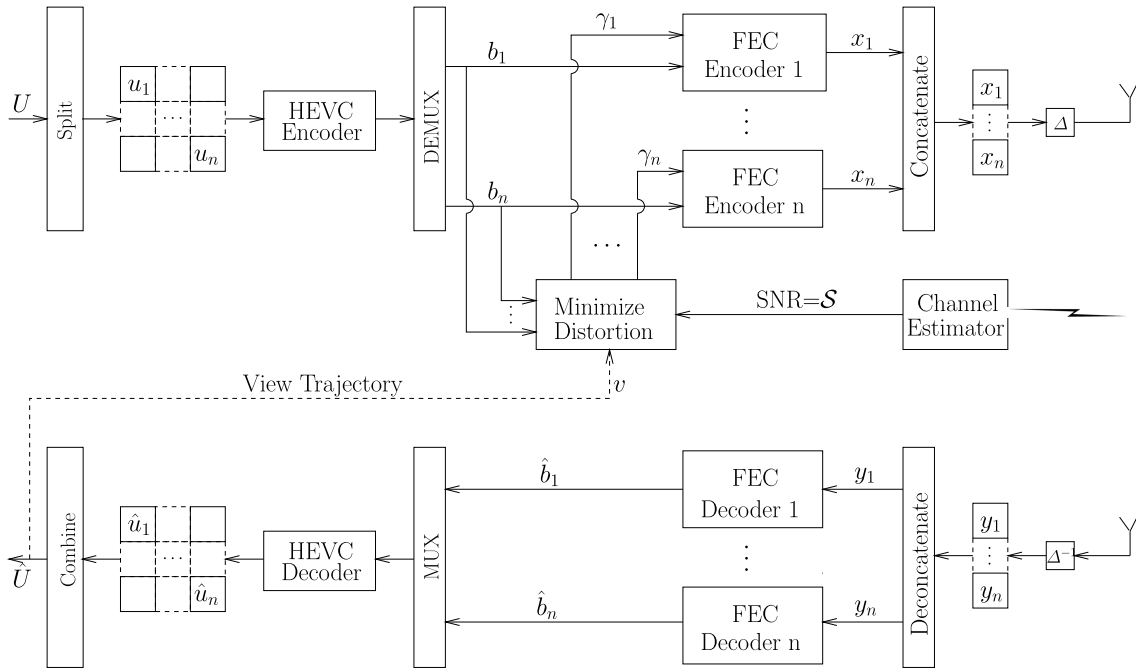 U
Split
u₁
...
uₙ
HEVC
Encoder
DEMUX
b₁
bₙ
γ₁
γₙ
FEC
Encoder 1
⋮
FEC
Encoder n
x₁
xₙ
Concatenate
x₁
⋮
xₙ
Δ
...
⋮
Minimize
Distortion
SNR=𝒮
Channel
Estimator
View Trajectory
v
Û
Combine
û₁
...
ûₙ
HEVC
Decoder
MUX
b̂₁
b̂ₙ
FEC
Decoder 1
⋮
FEC
Decoder n
y₁
yₙ
Deconcatenate
y₁
⋮
yₙ
Δ⁻